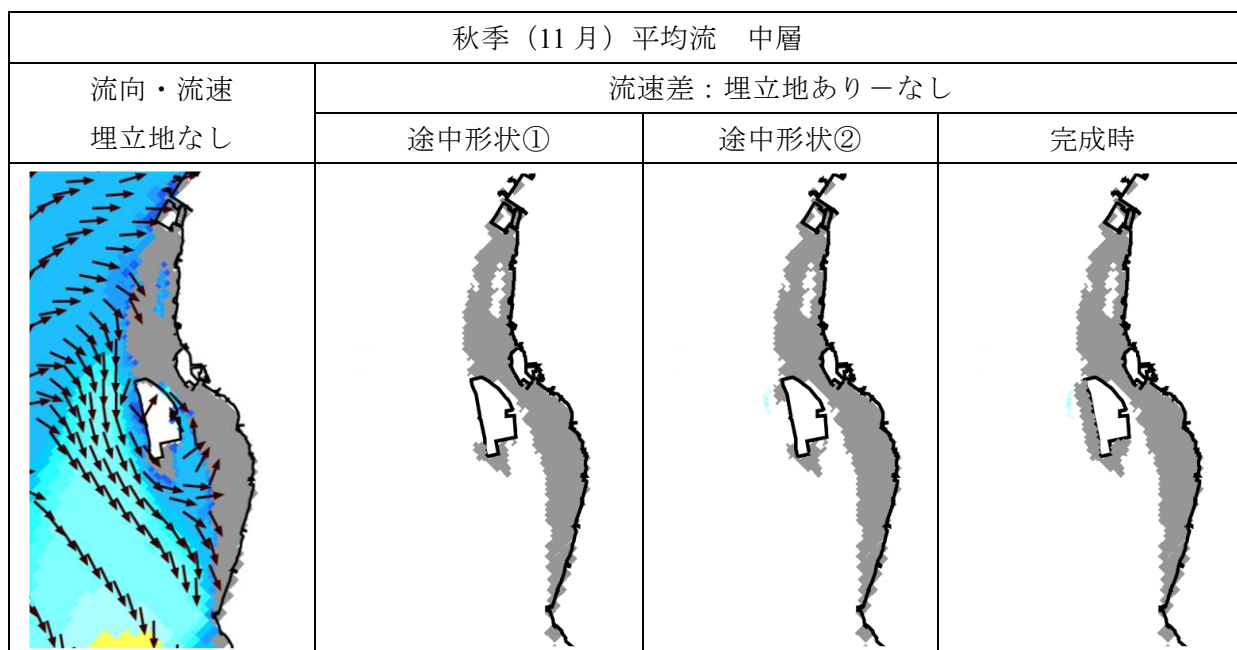 秋季（11月）平均流　中層
流向・流速
埋立地なし
流速差：埋立地あり－なし
途中形状①
途中形状②
完成時